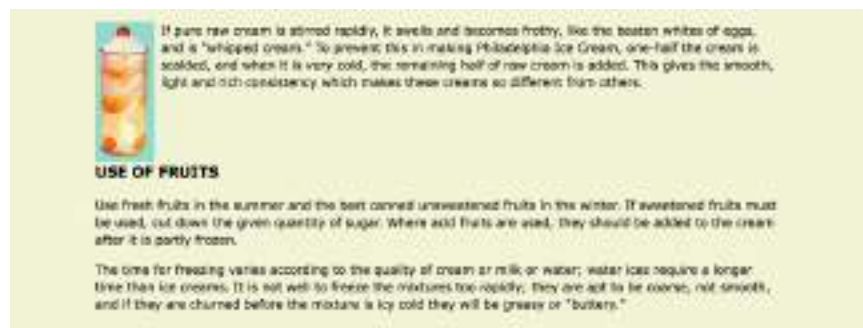 If pure raw cream is stirred rapidly, it swells and becomes frothy, like the beaten whites of eggs,
and is "whipped cream." To prevent this in making Philadelphia Ice Cream, one-half the cream is
scalded, and when it is very cold, the remaining half of raw cream is added. This gives the smooth,
light and rich consistency which makes these creams so different from others.
USE OF FRUITS
Use fresh fruits in the summer and the best canned unsweetened fruits in the winter. If sweetened fruits must
be used, cut down the given quantity of sugar. Where acid fruits are used, they should be added to the cream
after it is partly frozen.
The time for freezing varies according to the quality of cream or milk or water; water ices require a longer
time than ice creams. It is not well to freeze the mixtures too rapidly; they are apt to be coarse, not smooth,
and if they are churned before the mixture is icy cold they will be greasy or "buttery."